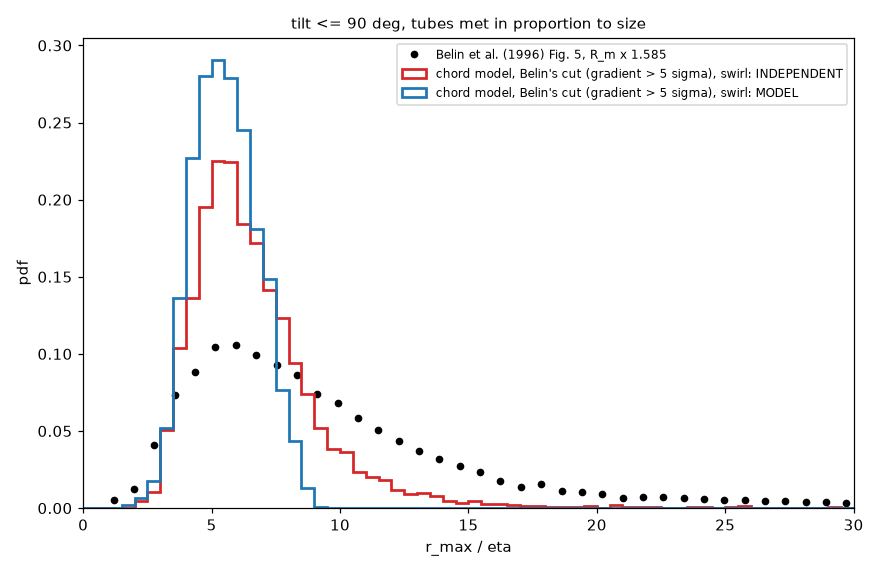 tilt <= 90 deg, tubes met in proportion to size
Belin et al. (1996) Fig. 5, R_m x 1.585
chord model, Belin's cut (gradient > 5 sigma), swirl: INDEPENDENT
chord model, Belin's cut (gradient > 5 sigma), swirl: MODEL
pdf
0.30
0.25
0.20
0.15
0.10
0.05
0.00
0 5 10 15 20 25 30
r_max / eta